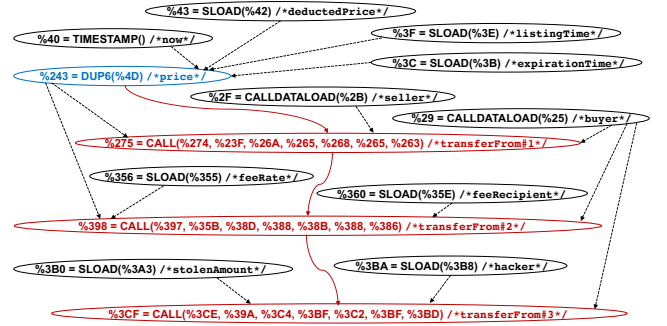 %43 = SLOAD(%42) /*deductedPrice*/
%40 = TIMESTAMP() /*now*/
%3F = SLOAD(%3E) /*listingTime*/
%3C = SLOAD(%3B) /*expirationTime*/
%243 = DUP6(%4D) /*price*/
%2F = CALLDATALOAD(%2B) /*seller*/
%29 = CALLDATALOAD(%25) /*buyer*/
%275 = CALL(%274, %23F, %26A, %265, %268, %265, %263) /*transferFrom#1*/
%356 = SLOAD(%355) /*feeRate*/
%360 = SLOAD(%35E) /*feeRecipient*/
%398 = CALL(%397, %35B, %38D, %388, %38B, %388, %386) /*transferFrom#2*/
%3B0 = SLOAD(%3A3) /*stolenAmount*/
%3BA = SLOAD(%3B8) /*hacker*/
%3CF = CALL(%3CE, %39A, %3C4, %3BF, %3C2, %3BF, %3BD) /*transferFrom#3*/